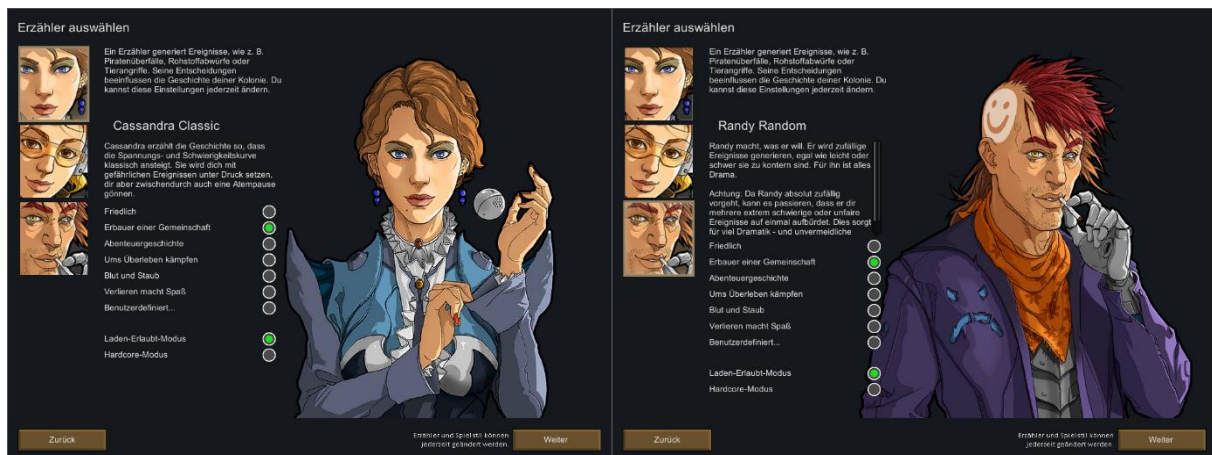 Erzähler auswählen
Ein Erzähler generiert Ereignisse, wie z. B.
Piratenüberfälle, Rohstoffabwürfe oder
Tierangriffe. Seine Entscheidungen
beeinflussen die Geschichte deiner Kolonie. Du
kannst diese Einstellungen jederzeit ändern.
Cassandra Classic
Cassandra erzählt die Geschichte so, dass
die Spannungs- und Schwierigkeitskurve
klassisch ansteigt. Sie wird dich mit
gefährlichen Ereignissen unter Druck setzen,
dir aber zwischendurch auch eine Atempause
gönnen.
Friedlich
Erbauer einer Gemeinschaft
Abenteuergeschichte
Ums Überleben kämpfen
Blut und Staub
Verlieren macht Spaß
Benutzerdefiniert...
Laden-Erlaubt-Modus
Hardcore-Modus
Zurück
Erzähler und Spielstil können
jederzeit geändert werden.
Weiter
Erzähler auswählen
Ein Erzähler generiert Ereignisse, wie z. B.
Piratenüberfälle, Rohstoffabwürfe oder
Tierangriffe. Seine Entscheidungen
beeinflussen die Geschichte deiner Kolonie. Du
kannst diese Einstellungen jederzeit ändern.
Randy Random
Randy macht, was er will. Er wird zufällige
Ereignisse generieren, egal wie leicht oder
schwer sie zu kontern sind. Für ihn ist alles
Drama.
Achtung: Da Randy absolut zufällig
vorgeht, kann es passieren, dass er dir
mehrere extrem schwierige oder unfaire
Ereignisse auf einmal aufbürdet. Dies sorgt
für viel Dramatik - und unvermeidliche
Friedlich
Erbauer einer Gemeinschaft
Abenteuergeschichte
Ums Überleben kämpfen
Blut und Staub
Verlieren macht Spaß
Benutzerdefiniert...
Laden-Erlaubt-Modus
Hardcore-Modus
Zurück
Erzähler und Spielstil können
jederzeit geändert werden.
Weiter